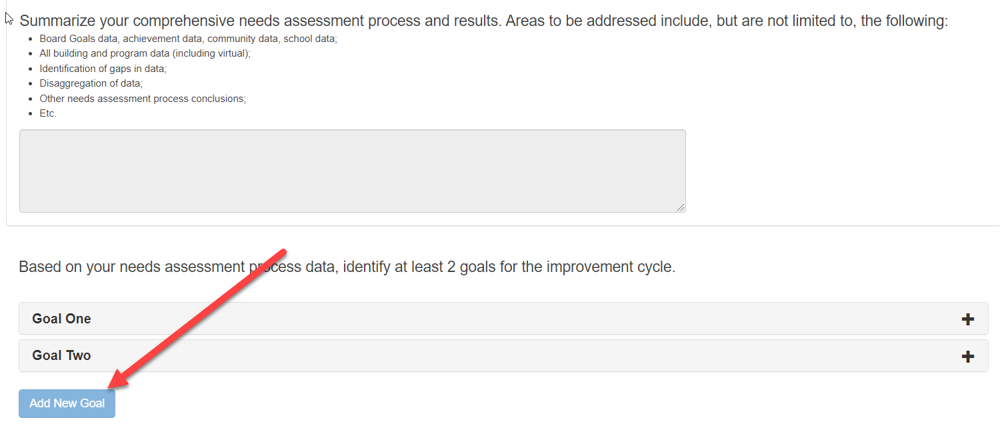 Summarize your comprehensive needs assessment process and results. Areas to be addressed include, but are not limited to, the following:
Board Goals data, achievement data, community data, school data;
All building and program data (including virtual);
Identification of gaps in data;
Disaggregation of data;
Other needs assessment process conclusions;
Etc.
Based on your needs assessment process data, identify at least 2 goals for the improvement cycle.
Goal One
Goal Two
Add New Goal